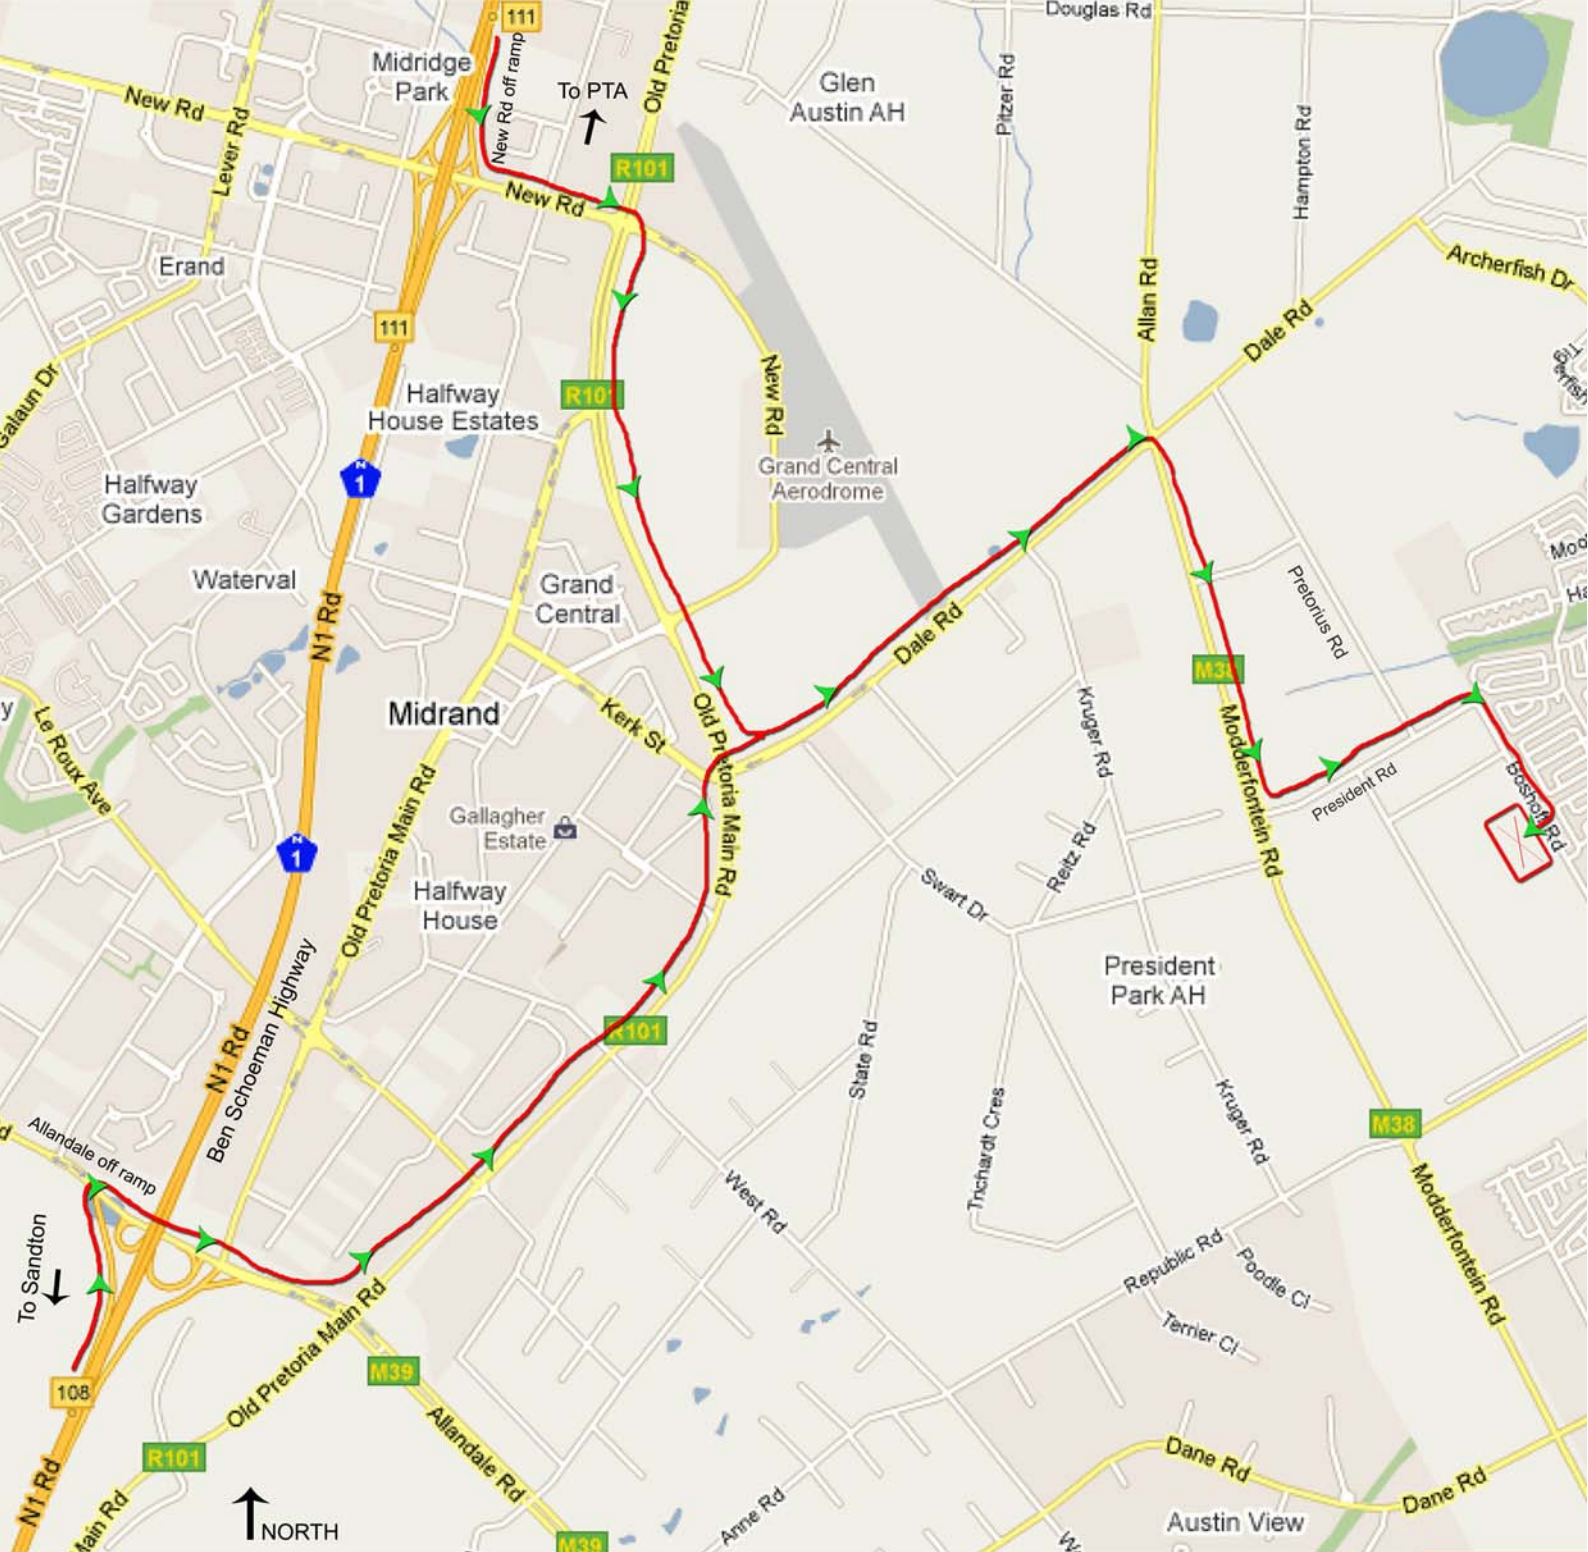 111
Douglas Rd
Midridge
Park
New Rd off ramp
To PTA
Old Pretoria
Glen
Austin AH
Pitzer Rd
Hampton Rd
New Rd
Lever Rd
R101
New Rd
Erand
Archerfish Dr
Allan Rd
Dale Rd
111
Galaun Dr
R101
New Rd
Halfway
House Estates
N
1
Grand Central
Aerodrome
Halfway
Gardens
Waterval
Grand
Central
N1 Rd
Dale Rd
Pretorius Rd
M38
Midrand
Le Roux Ave
Kerk St
Old Pretoria Main Rd
Kruger Rd
Modderfontein Rd
President Rd
Boshoff Rd
Old Pretoria Main Rd
Gallagher
Estate
N
1
Halfway
House
Reitz Rd
Swart Dr
President
Park AH
Ben Schoeman Highway
N1 Rd
R101
State Rd
Trichardt Cres
Kruger Rd
M38
Allandale off ramp
West Rd
Modderfontein Rd
To Sandton
Republic Rd
Poodle Cl
Terrier Cl
Old Pretoria Main Rd
M39
108
Allandale Rd
R101
Dane Rd
Dane Rd
N1 Rd
Main Rd
NORTH
Anne Rd
Austin View
M39